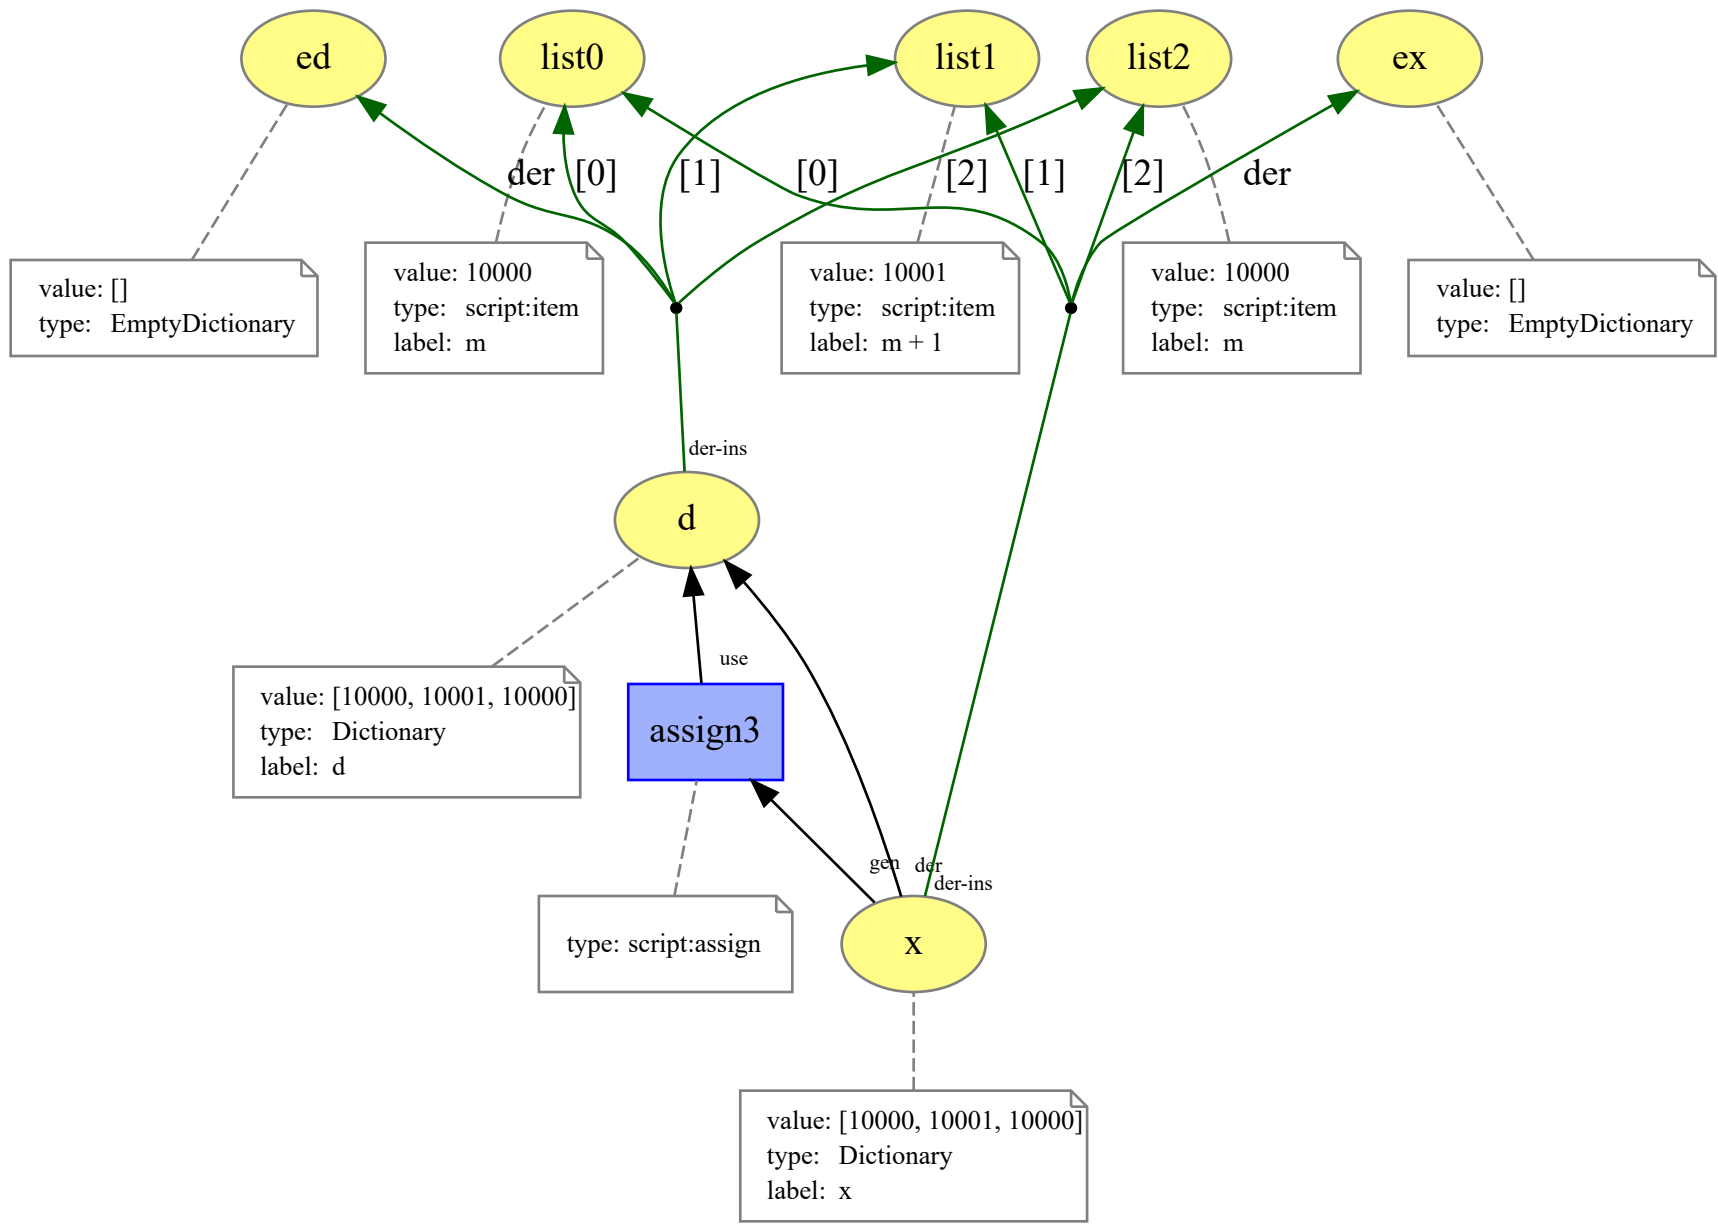 ed
list0
list1
list2
ex
der
[0]
[1]
[0]
[2]
[1]
[2]
der
value: []
type: EmptyDictionary
value: 10000
type: script:item
label: m
value: 10001
type: script:item
label: m + 1
value: 10000
type: script:item
label: m
value: []
type: EmptyDictionary
der-ins
d
use
value: [10000, 10001, 10000]
type: Dictionary
label: d
assign3
gen
der
der-ins
type: script:assign
x
value: [10000, 10001, 10000]
type: Dictionary
label: x